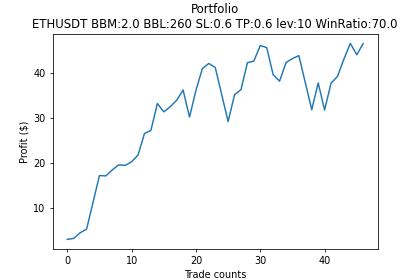 Portfolio
ETHUSDT BBM:2.0 BBL:260 SL:0.6 TP:0.6 lev:10 WinRatio:70.0
Profit ($)
40
30
20
10
0
10
20
30
40
Trade counts